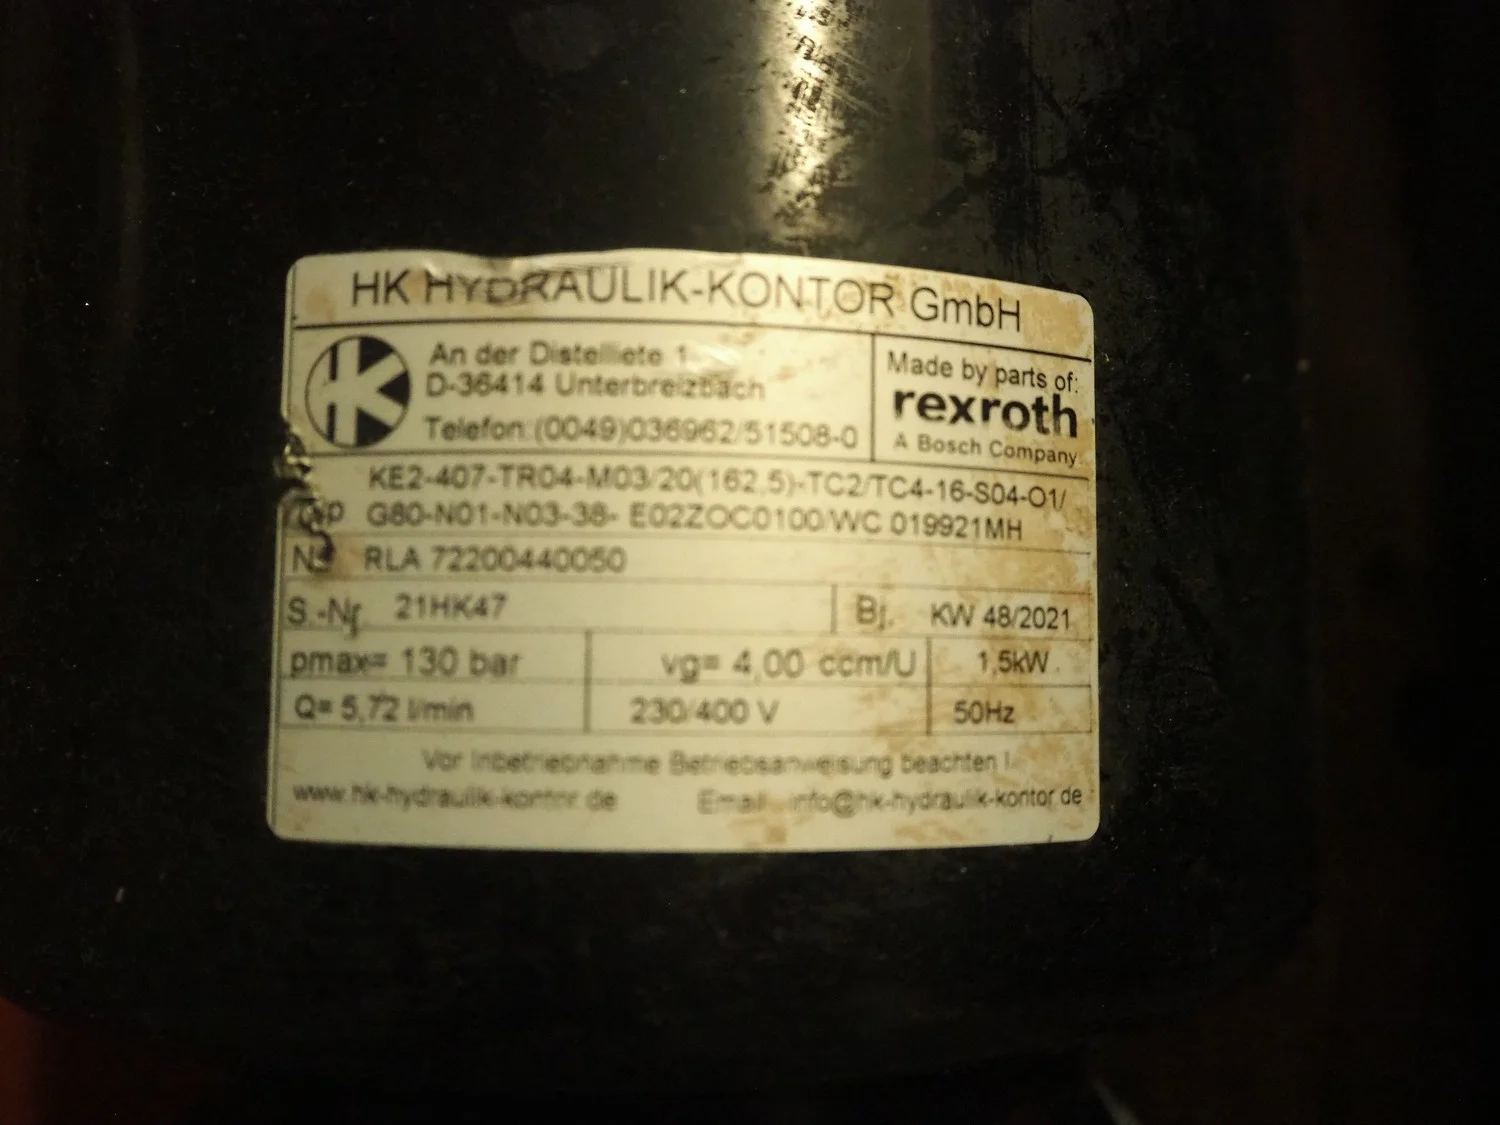 HK HYDRAULIK-KONTOR GmbH
An der Distelliete 1
D-36414 Unterbreizbach
Telefon:(0049)036962/51508-0
Made by parts of:
rexroth
A Bosch Company
KE2-407-TR04-M03/20(162,5)-TC2/TC4-16-S04-O1/
Typ G80-N01-N03-38- E02ZOC0100/WC 019921MH
RLA 72200440050
S.-Nr 21HK47
Bj. KW 48/2021
pmax= 130 bar
vg= 4,00 ccm/U
1,5kW
Q= 5,72 l/min
230/400 V
50Hz
Vor Inbetriebnahme Betriebsanweisung beachten !
www.hk-hydraulik-kontor.de
Email: info@hk-hydraulik-kontor.de